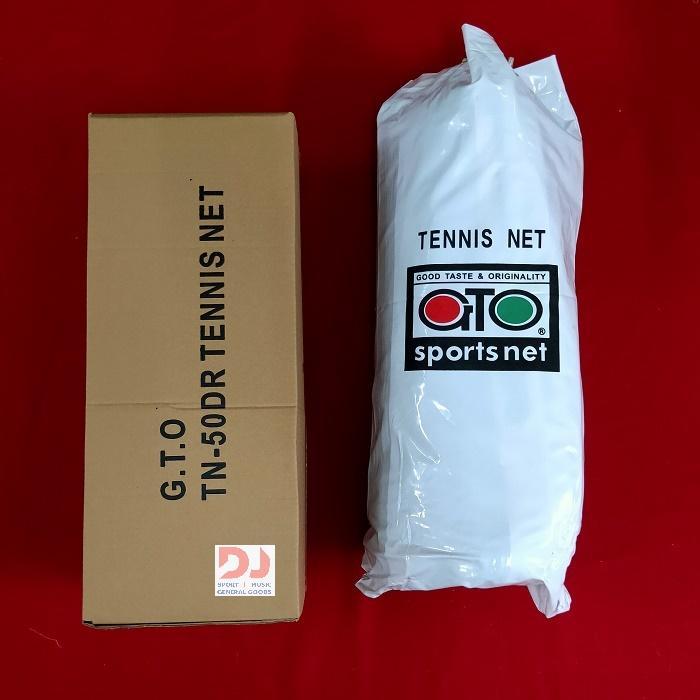 G.T.O
TN-50DR TENNIS NET
DJ
SPORT | MUSIC
GENERAL GOODS
TENNIS NET
GOOD TASTE & ORIGINALITY
GTO®
sports net